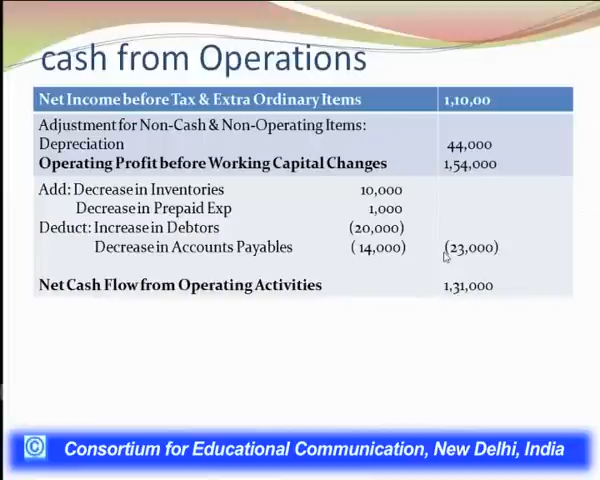 cash from Operations
Net Income before Tax & Extra Ordinary Items 1,10,00
Adjustment for Non-Cash & Non-Operating Items:
Depreciation 44,000
Operating Profit before Working Capital Changes 1,54,000
Add: Decrease in Inventories 10,000
Decrease in Prepaid Exp 1,000
Deduct: Increase in Debtors (20,000)
Decrease in Accounts Payables ( 14,000) (23,000)
Net Cash Flow from Operating Activities 1,31,000
© Consortium for Educational Communication, New Delhi, India